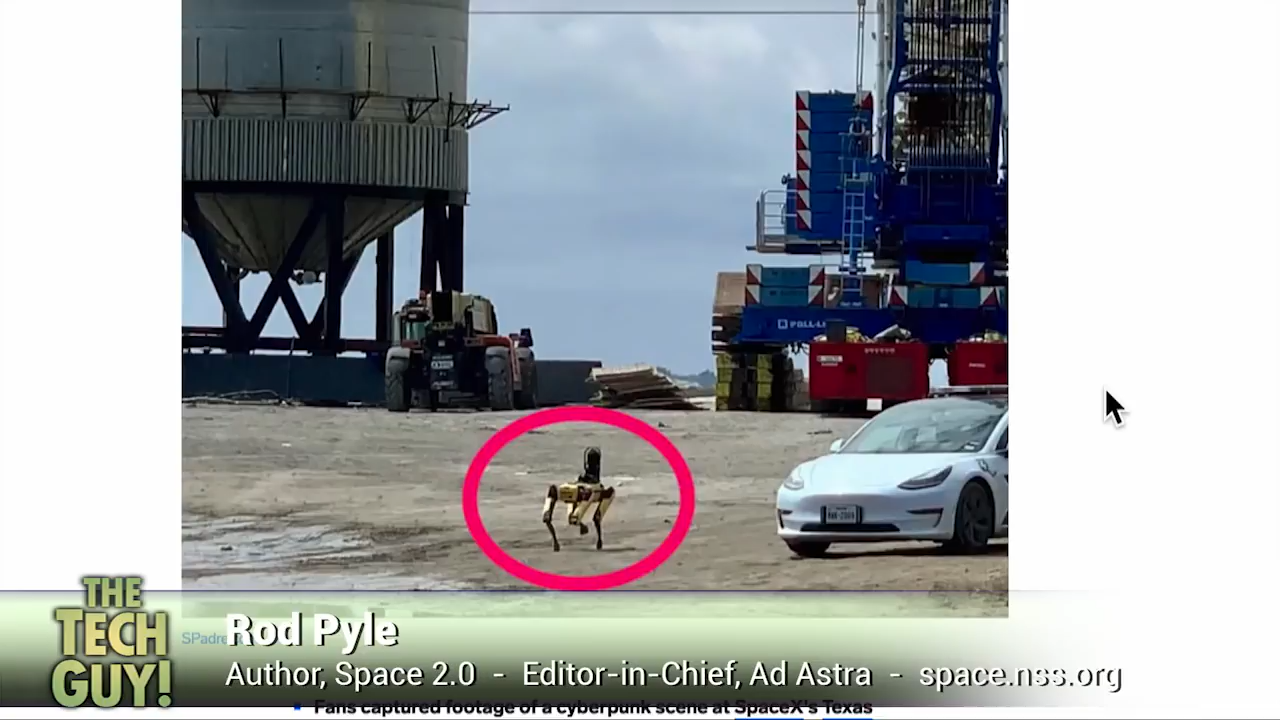 THE
TECH
GUY!
SPadre
Rod Pyle
Author, Space 2.0 - Editor-in-Chief, Ad Astra - space.nss.org
Fans captured footage of a cyberpunk scene at SpaceX's Texas